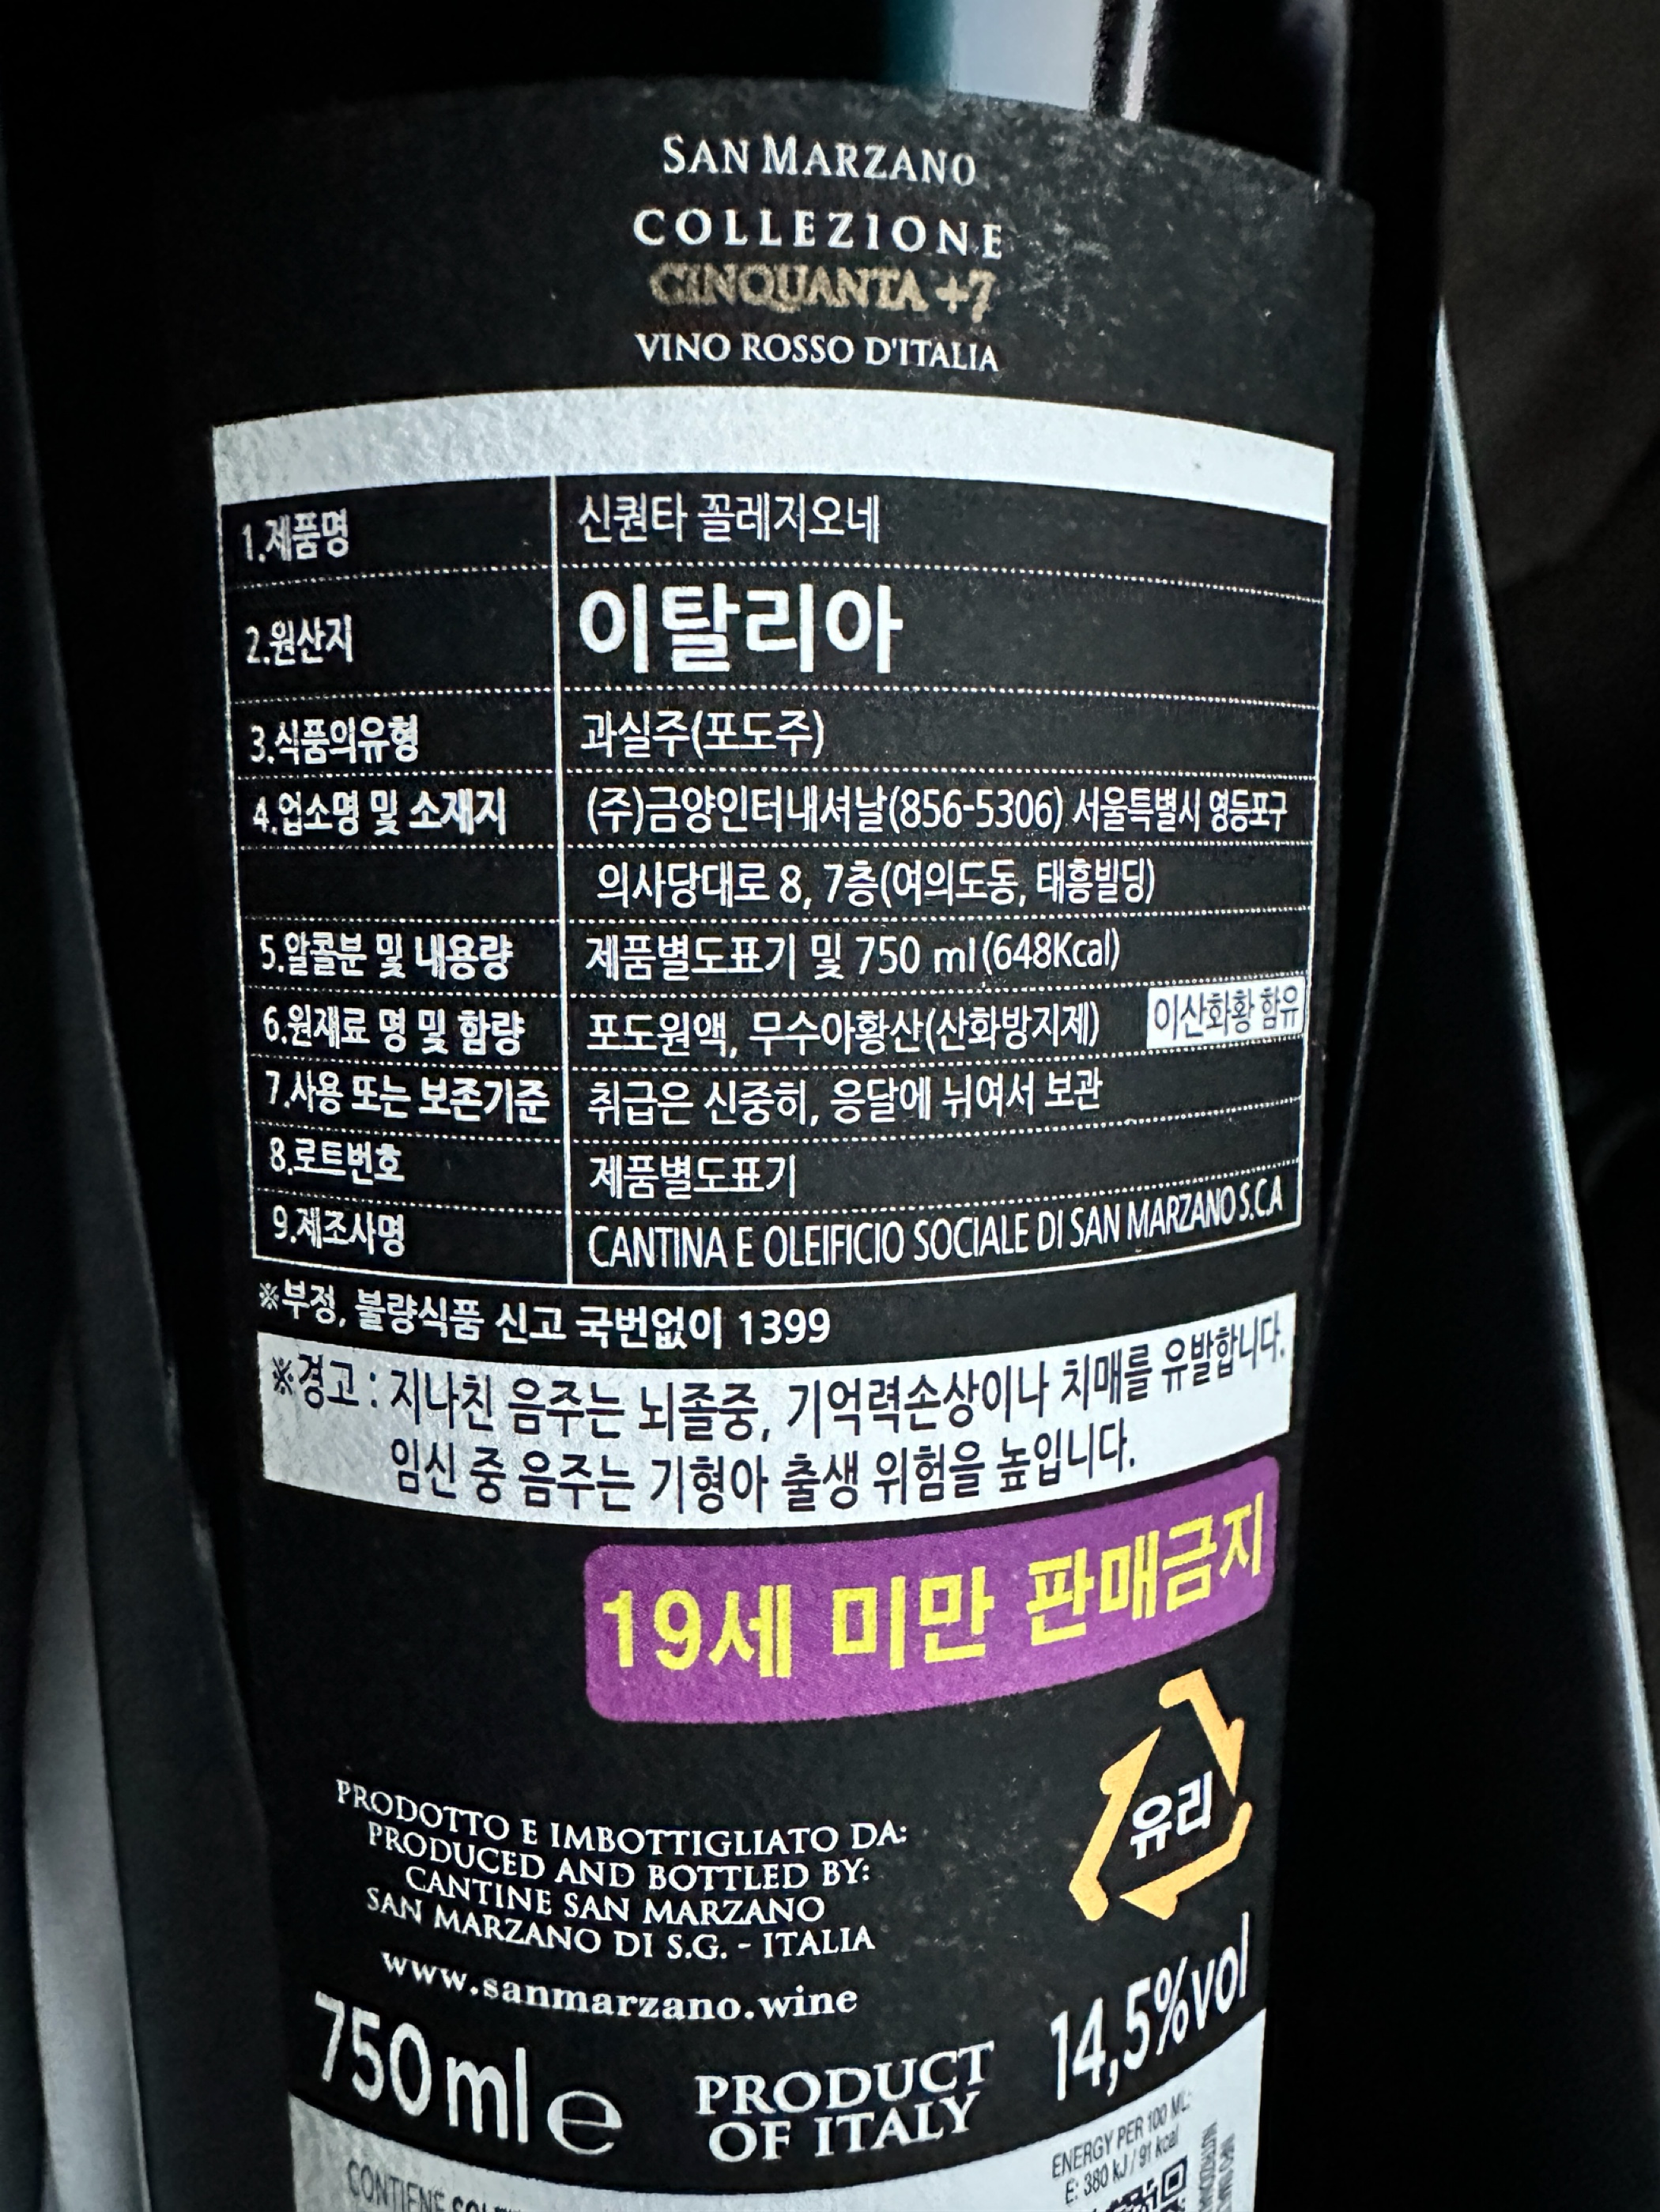 SAN MARZANO
COLLEZIONE
CINQUANTA +7
VINO ROSSO D'ITALIA
1.제품명 신퀀타 꼴레지오네
2.원산지 이탈리아
3.식품의유형 과실주(포도주)
4.업소명 및 소재지 (주)금양인터내셔날(856-5306) 서울특별시 영등포구
의사당대로 8, 7층(여의도동, 태흥빌딩)
5.알콜분 및 내용량 제품별도표기 및 750 ml(648Kcal)
6.원재료 명 및 함량 포도원액, 무수아황산(산화방지제) 이산화황 함유
7.사용 또는 보존기준 취급은 신중히, 응달에 뉘여서 보관
8.로트번호 제품별도표기
9.제조사명 CANTINA E OLEIFICIO SOCIALE DI SAN MARZANO S.C.A
※부정, 불량식품 신고 국번없이 1399
※경고 : 지나친 음주는 뇌졸중, 기억력손상이나 치매를 유발합니다.
임신 중 음주는 기형아 출생 위험을 높입니다.
19세 미만 판매금지
유리
PRODOTTO E IMBOTTIGLIATO DA:
PRODUCED AND BOTTLED BY:
CANTINE SAN MARZANO
SAN MARZANO DI S.G. - ITALIA
www.sanmarzano.wine
750 ml e PRODUCT OF ITALY 14,5%vol
ENERGY PER 100 ML:
E: 380 kJ / 91 kcal
CONTIENE